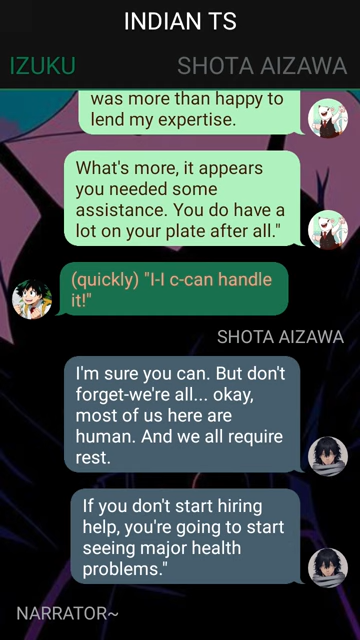 INDIAN TS
IZUKU
SHOTA AIZAWA
was more than happy to
lend my expertise.
What's more, it appears
you needed some
assistance. You do have a
lot on your plate after all."
(quickly) "I-I c-can handle
it!"
SHOTA AIZAWA
I'm sure you can. But don't
forget-we're all... okay,
most of us here are
human. And we all require
rest.
If you don't start hiring
help, you're going to start
seeing major health
problems."
NARRATOR~